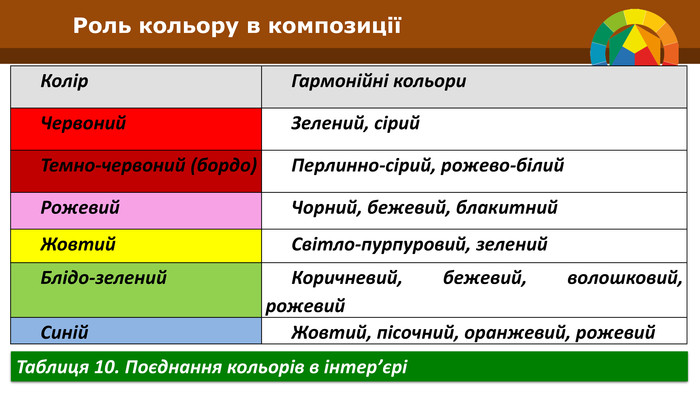 Роль кольору в композиції
Колір
Гармонійні кольори
Червоний
Зелений, сірий
Темно-червоний (бордо)
Перлинно-сірий, рожево-білий
Рожевий
Чорний, бежевий, блакитний
Жовтий
Світло-пурпуровий, зелений
Блідо-зелений
Коричневий, бежевий, волошковий,
рожевий
Синій
Жовтий, пісочний, оранжевий, рожевий
Таблиця 10. Поєднання кольорів в інтер’єрі